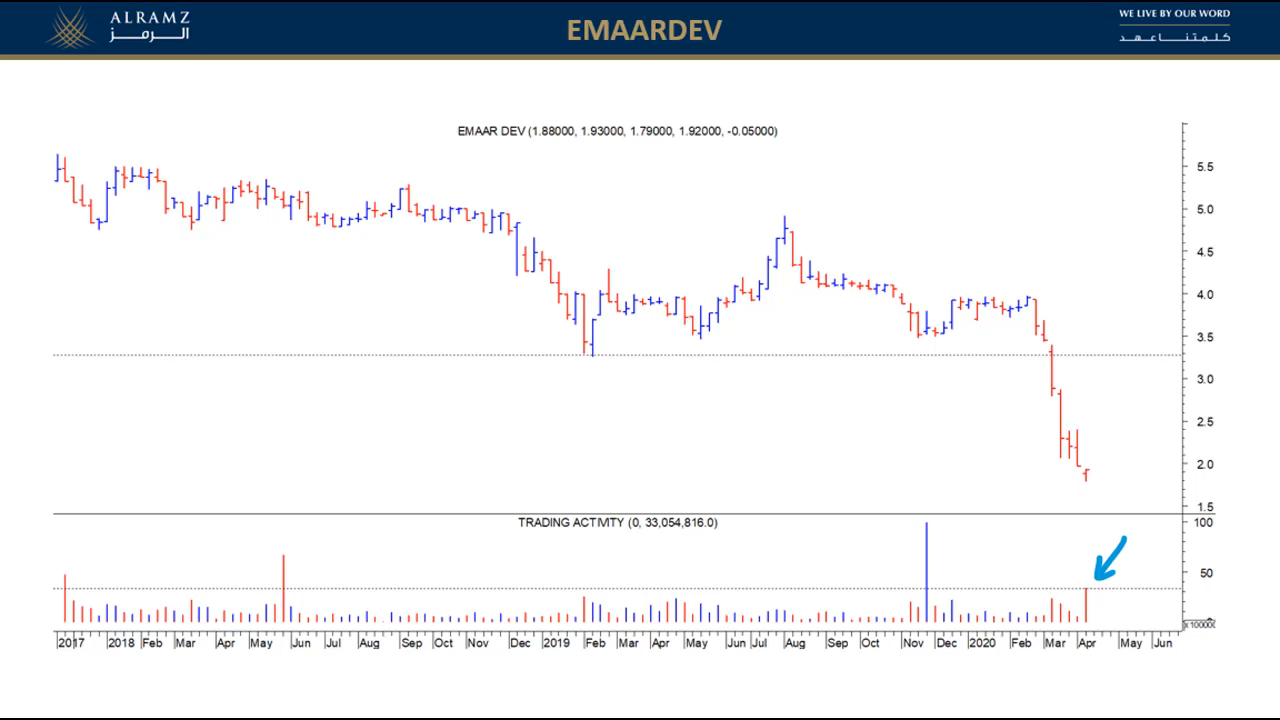 ALRAMZ
الـــرمـــز
EMAARDEV
WE LIVE BY OUR WORD
كلمتنا عهد
EMAAR DEV (1.88000, 1.93000, 1.79000, 1.92000, -0.05000)
5.5
5.0
4.5
4.0
3.5
3.0
2.5
2.0
1.5
TRADING ACTIVITY (0, 33,054,816.0)
100
50
2017 2018 Feb Mar Apr May Jun Jul Aug Sep Oct Nov Dec 2019 Feb Mar Apr May Jun Jul Aug Sep Oct Nov Dec 2020 Feb Mar Apr May Jun